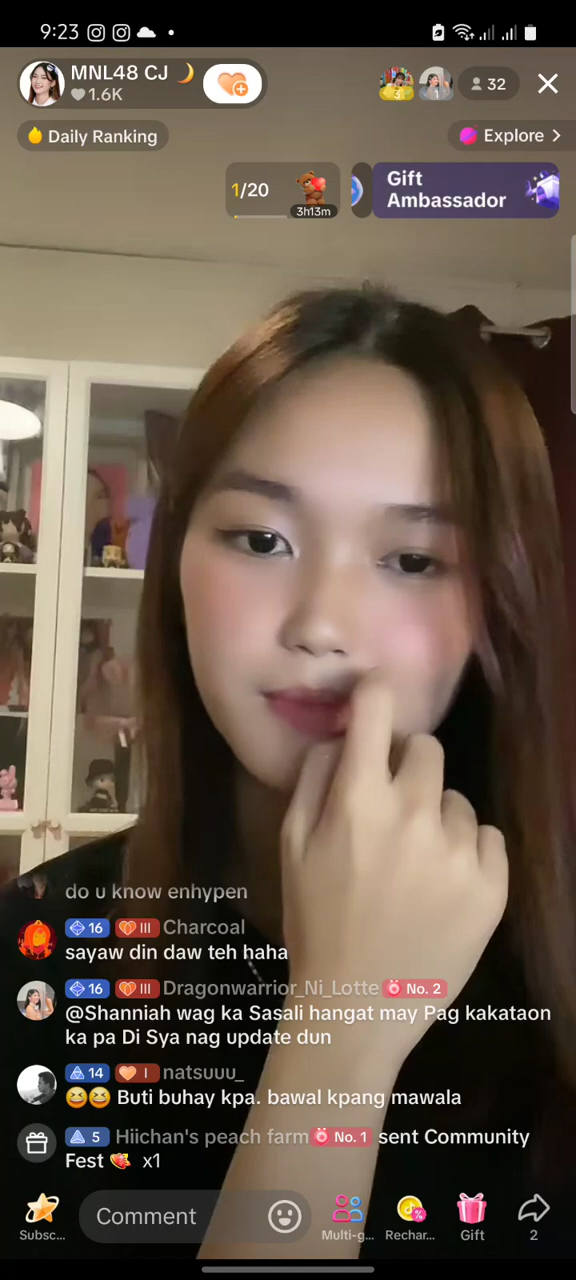 9:23
MNL48 CJ 🌙
1.6K
3
1
32
Daily Ranking
Explore
1/20
3h13m
Gift
Ambassador
do u know enhypen
16 III Charcoal
sayaw din daw teh haha
16 III Dragonwarrior_Ni_Lotte No. 2
@Shanniah wag ka Sasali hangat may Pag kakataon
ka pa Di Sya nag update dun
14 I natsuuu_
😆😆 Buti buhay kpa. bawal kpang mawala
5 Hiichan's peach farm No. 1 sent Community
Fest x1
Comment
Subsc...
Multi-g...
Rechar...
Gift
2